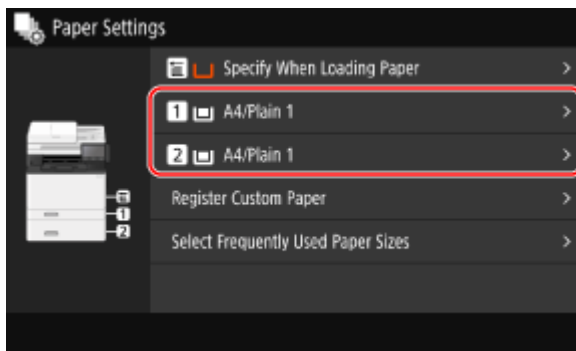 Paper Settings
Specify When Loading Paper
1 A4/Plain 1
2 A4/Plain 1
Register Custom Paper
Select Frequently Used Paper Sizes
1
2